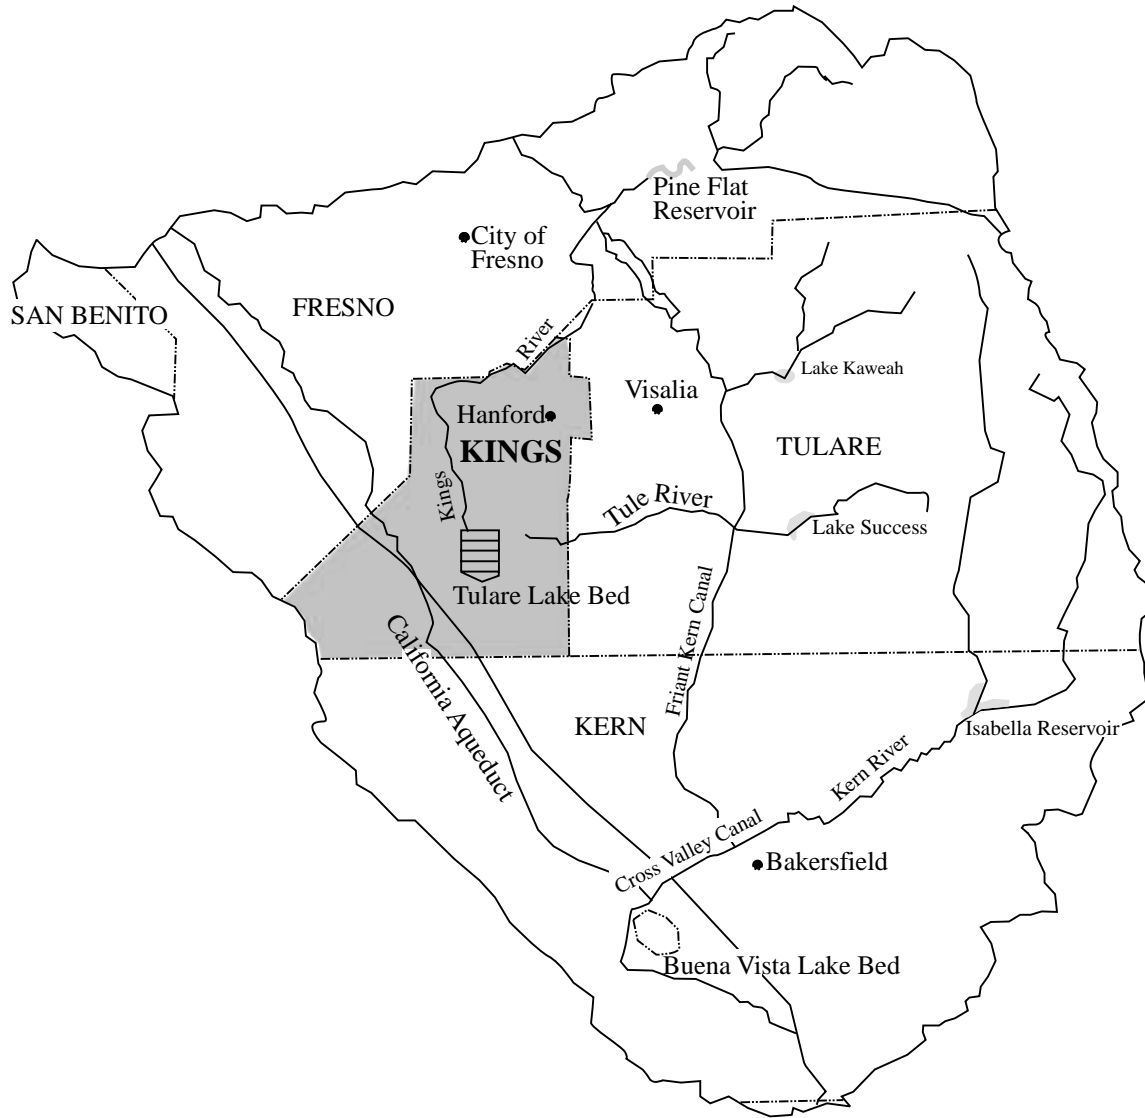 Pine Flat
Reservoir
City of
Fresno
SAN BENITO
FRESNO
River
Lake Kaweah
Visalia
Hanford
KINGS
TULARE
Kings
Tule River
Lake Success
Tulare Lake Bed
California Aqueduct
Friant Kern Canal
KERN
Isabella Reservoir
Kern River
Cross Valley Canal
Bakersfield
Buena Vista Lake Bed